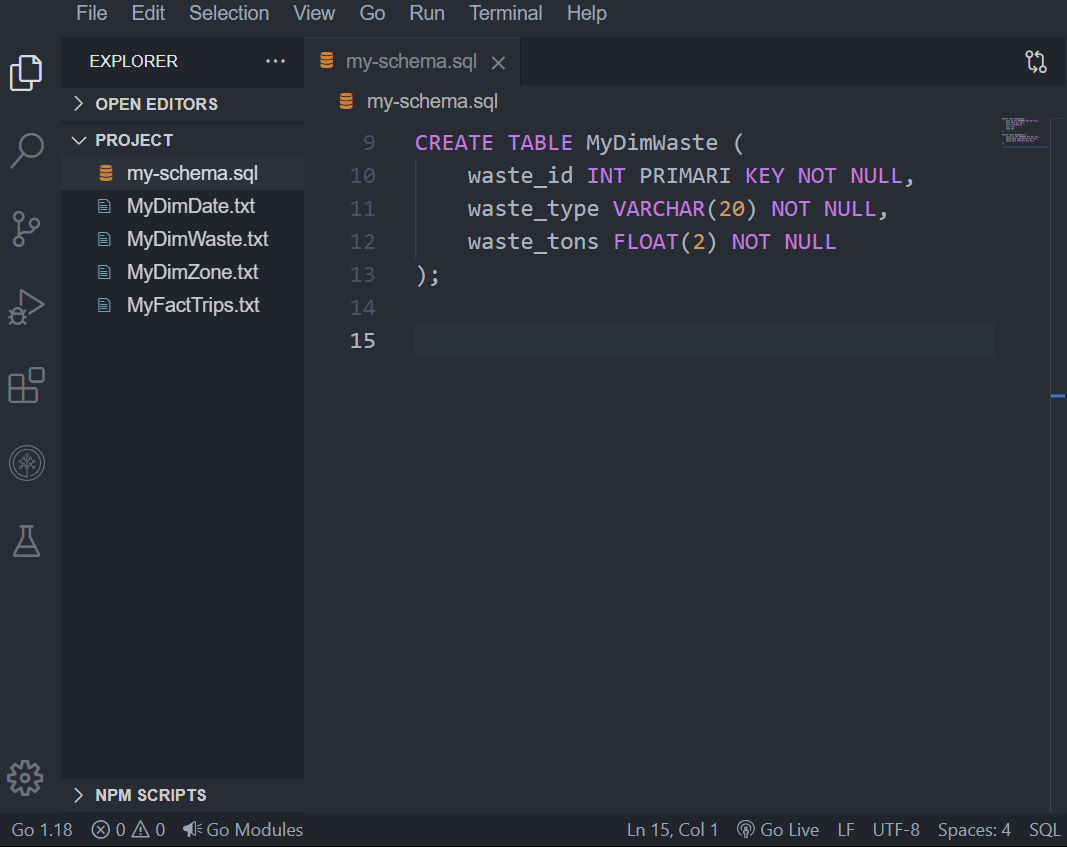 File Edit Selection View Go Run Terminal Help
EXPLORER ···
OPEN EDITORS
PROJECT
my-schema.sql
MyDimDate.txt
MyDimWaste.txt
MyDimZone.txt
MyFactTrips.txt
NPM SCRIPTS
my-schema.sql
my-schema.sql
9 CREATE TABLE MyDimWaste (
10 waste_id INT PRIMARI KEY NOT NULL,
11 waste_type VARCHAR(20) NOT NULL,
12 waste_tons FLOAT(2) NOT NULL
13 );
14
15
Go 1.18 0 0 Go Modules Ln 15, Col 1 Go Live LF UTF-8 Spaces: 4 SQL